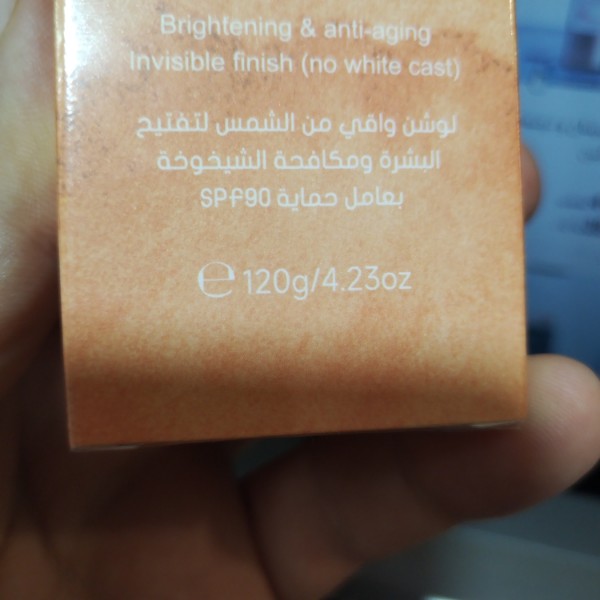 Brightening & anti-aging
Invisible finish (no white cast)
لوشن واقي من الشمس لتفتيح
البشرة ومكافحة الشيخوخة
بعامل حماية SPF90
℮ 120g/4.23oz